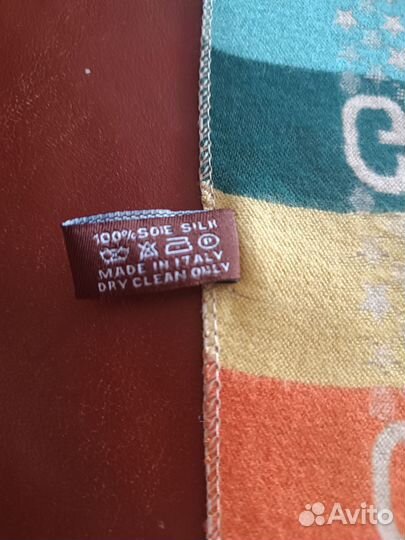 100% SOIE SILK
MADE IN ITALY
DRY CLEAN ONLY
Avito